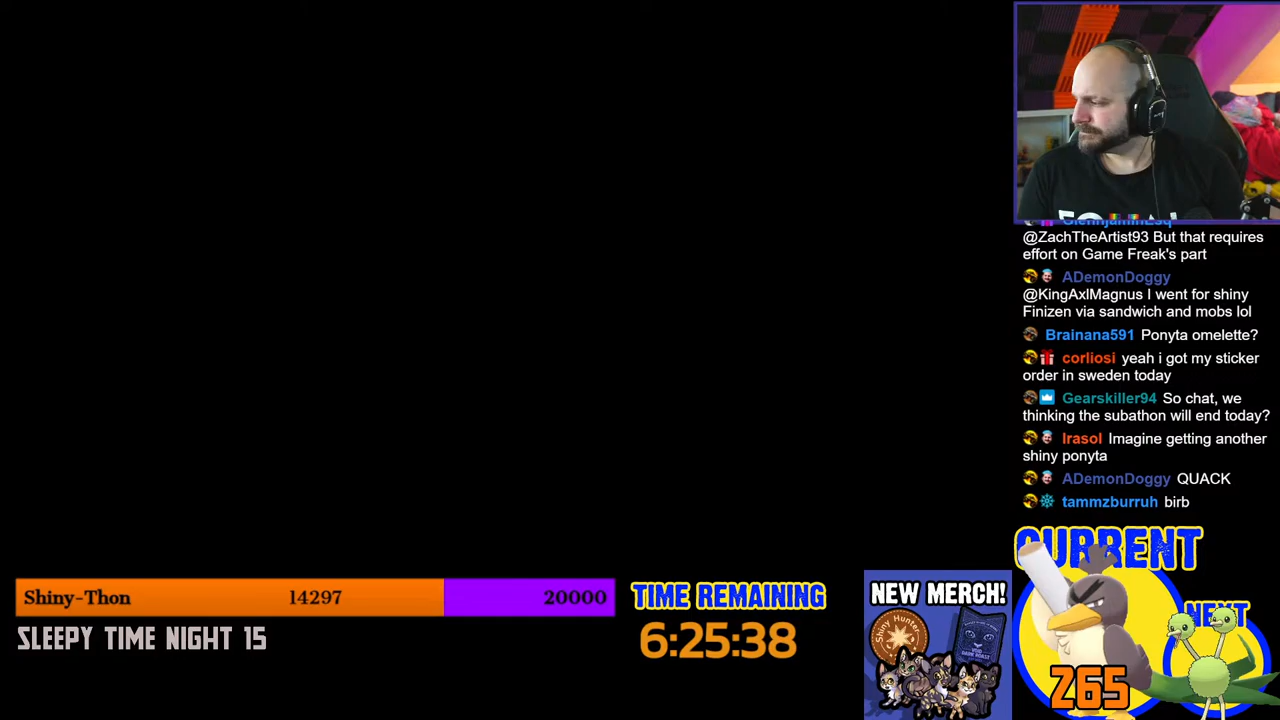 GlennjaminEsq
@ZachTheArtist93 But that requires
effort on Game Freak's part
ADemonDoggy
@KingAxlMagnus I went for shiny
Finizen via sandwich and mobs lol
Brainana591 Ponyta omelette?
corliosi yeah i got my sticker
order in sweden today
Gearskiller94 So chat, we
thinking the subathon will end today?
Irasol Imagine getting another
shiny ponyta
ADemonDoggy QUACK
tammzburruh birb
CURRENT
NEXT
265
NEW MERCH!
Shiny Hunter
TIME REMAINING
6:25:38
Shiny-Thon 14297 20000
SLEEPY TIME NIGHT 15